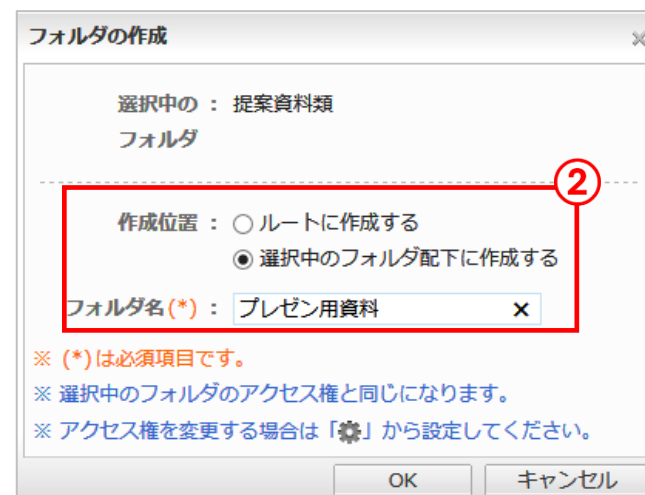 フォルダの作成
選択中の : 提案資料類
フォルダ
②
作成位置 : ルートに作成する
選択中のフォルダ配下に作成する
フォルダ名(*) : プレゼン用資料
※ (*)は必須項目です。
※ 選択中のフォルダのアクセス権と同じになります。
※ アクセス権を変更する場合は「⚙」から設定してください。
OK キャンセル